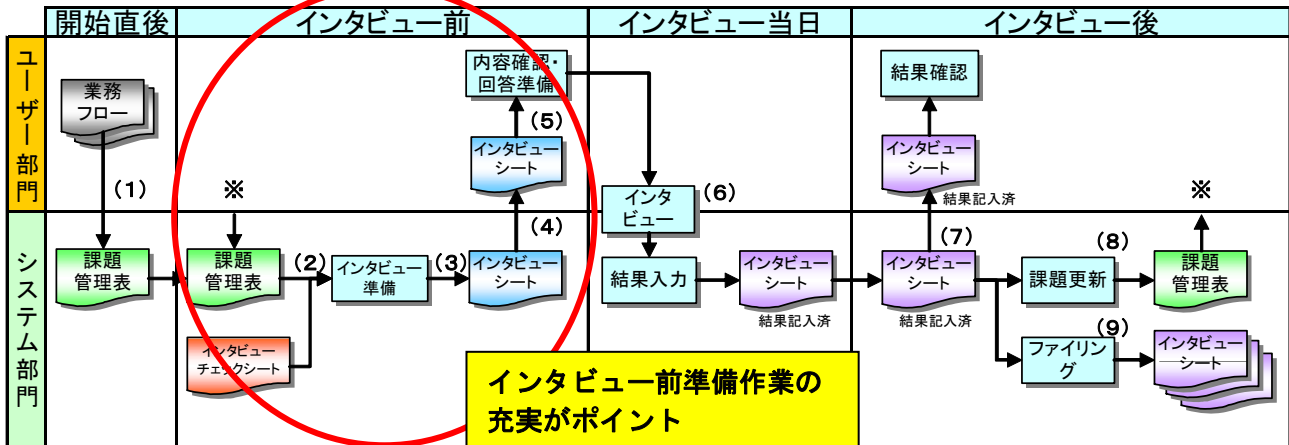 開始直後
インタビュー前
インタビュー当日
インタビュー後
ユーザー部門
業務
フロー
(1)
※
内容確認・
回答準備
(5)
インタビュー
シート
(4)
インタ
ビュー
(6)
結果確認
インタビュー
シート
結果記入済
※
システム部門
課題
管理表
課題
管理表
(2)
インタビュー
チェックシート
インタビュー
準備
(3)
インタビュー
シート
結果入力
インタビュー
シート
結果記入済
インタビュー
シート
結果記入済
(7)
課題更新
(8)
課題
管理表
ファイリン
グ
(9)
インタビュー
シート
インタビュー前準備作業の
充実がポイント